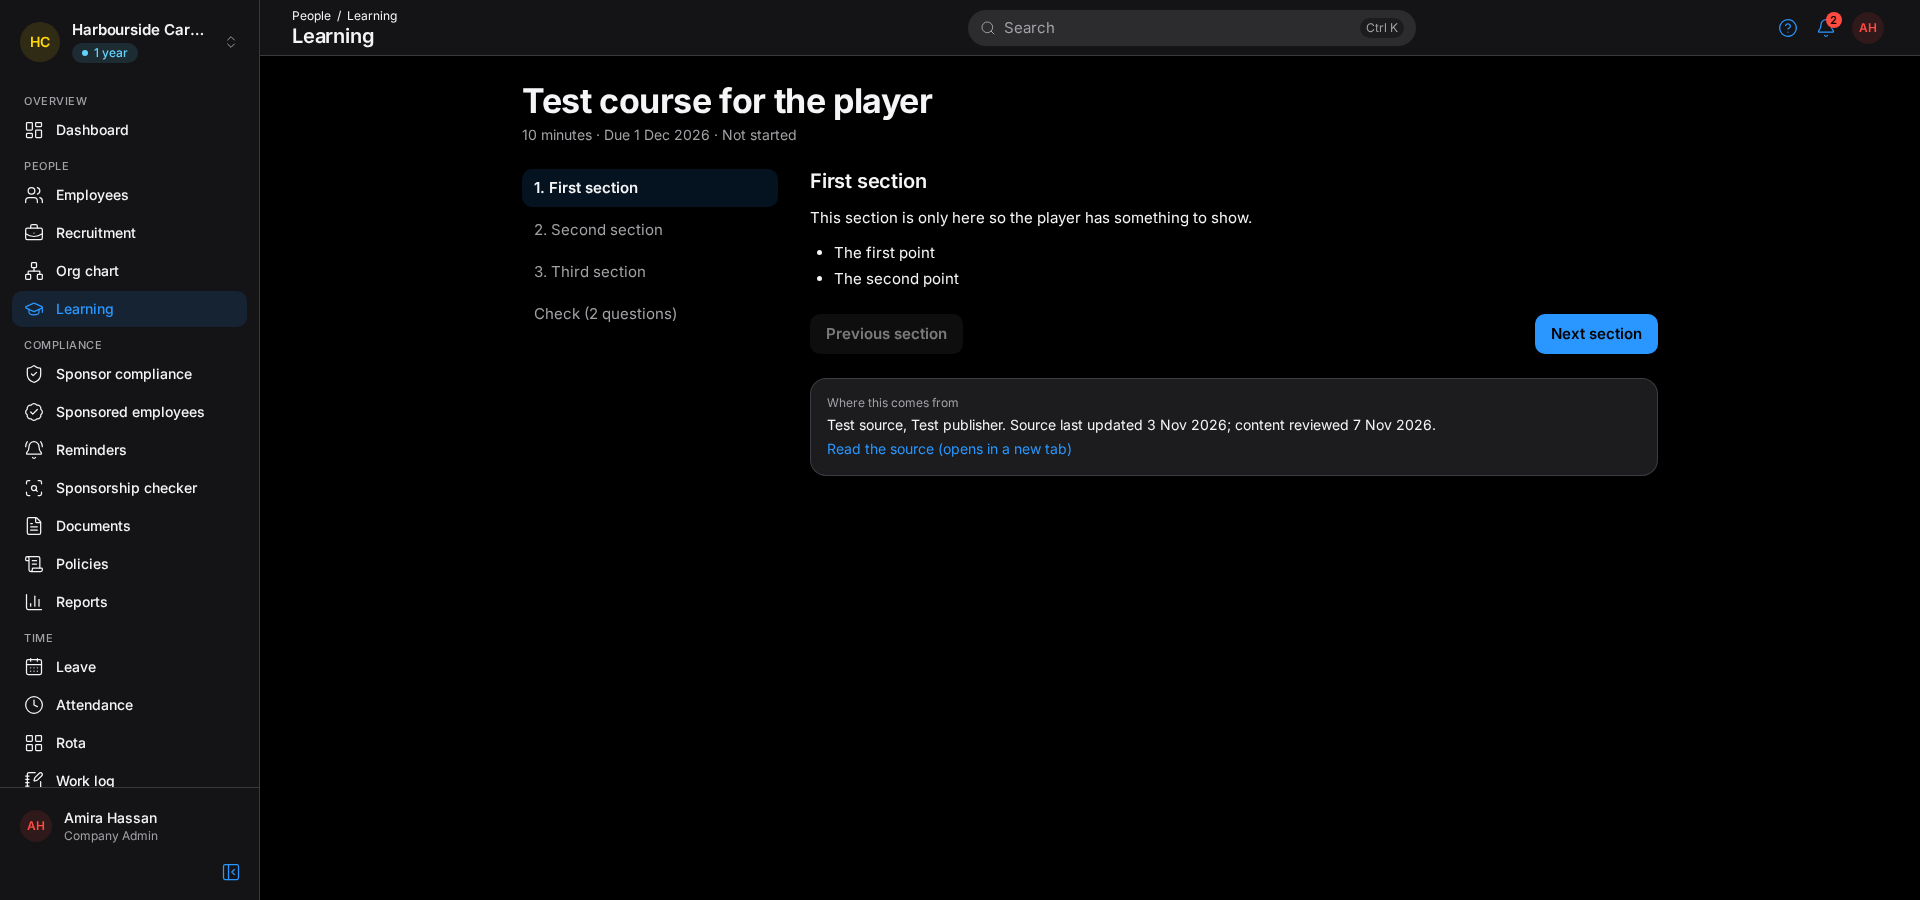 HC
Harbourside Car...
1 year
OVERVIEW
Dashboard
PEOPLE
Employees
Recruitment
Org chart
Learning
COMPLIANCE
Sponsor compliance
Sponsored employees
Reminders
Sponsorship checker
Documents
Policies
Reports
TIME
Leave
Attendance
Rota
Work log
AH
Amira Hassan
Company Admin
People / Learning
Learning
Search
Ctrl K
2
AH
Test course for the player
10 minutes · Due 1 Dec 2026 · Not started
1. First section
2. Second section
3. Third section
Check (2 questions)
First section
This section is only here so the player has something to show.
• The first point
• The second point
Previous section
Next section
Where this comes from
Test source, Test publisher. Source last updated 3 Nov 2026; content reviewed 7 Nov 2026.
Read the source (opens in a new tab)